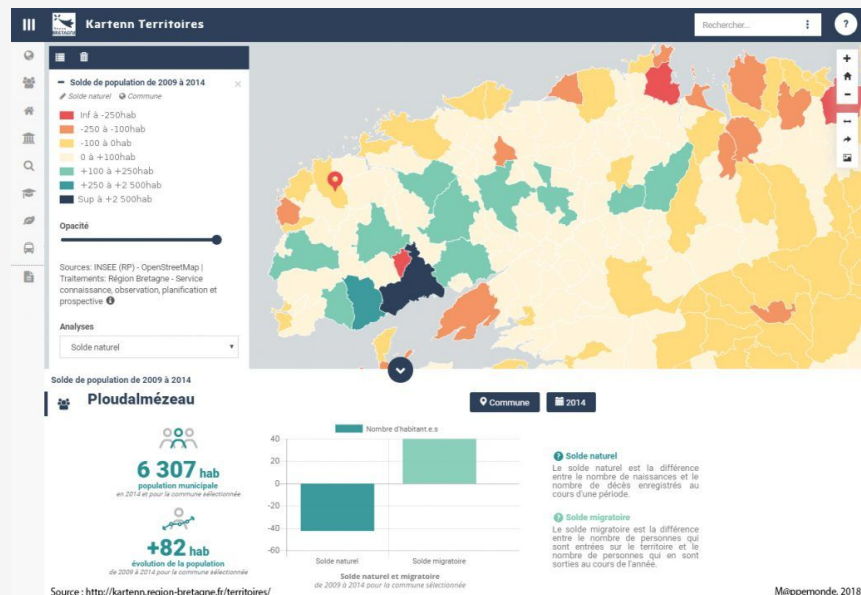 BRETAGNE
Kartenn Territoires
Rechercher...
?
Solde de population de 2009 à 2014
Solde naturel Commune
Inf à -250hab
-250 à -100hab
-100 à 0hab
0 à +100hab
+100 à +250hab
+250 à +2 500hab
Sup à +2 500hab
Opacité
Sources: INSEE (RP) - OpenStreetMap |
Traitements: Région Bretagne - Service
connaissance, observation, planification et
prospective
Analyses
Solde naturel
Solde de population de 2009 à 2014
Ploudalmézeau
Commune
2014
6 307 hab
population municipale
en 2014 et pour la commune sélectionnée
+82 hab
évolution de la population
de 2009 à 2014 pour la commune sélectionnée
Nombre d'habitant.e.s
40
20
0
-20
-40
-60
Solde naturel
Solde migratoire
Solde naturel et migratoire
de 2009 à 2014 pour la commune sélectionnée
? Solde naturel
Le solde naturel est la différence
entre le nombre de naissances et le
nombre de décès enregistrés au
cours d'une période.
? Solde migratoire
Le solde migratoire est la différence
entre le nombre de personnes qui
sont entrées sur le territoire et le
nombre de personnes qui en sont
sorties au cours de l'année.
Source : http://kartenn.region-bretagne.fr/territoires/
M@ppemonde, 2018